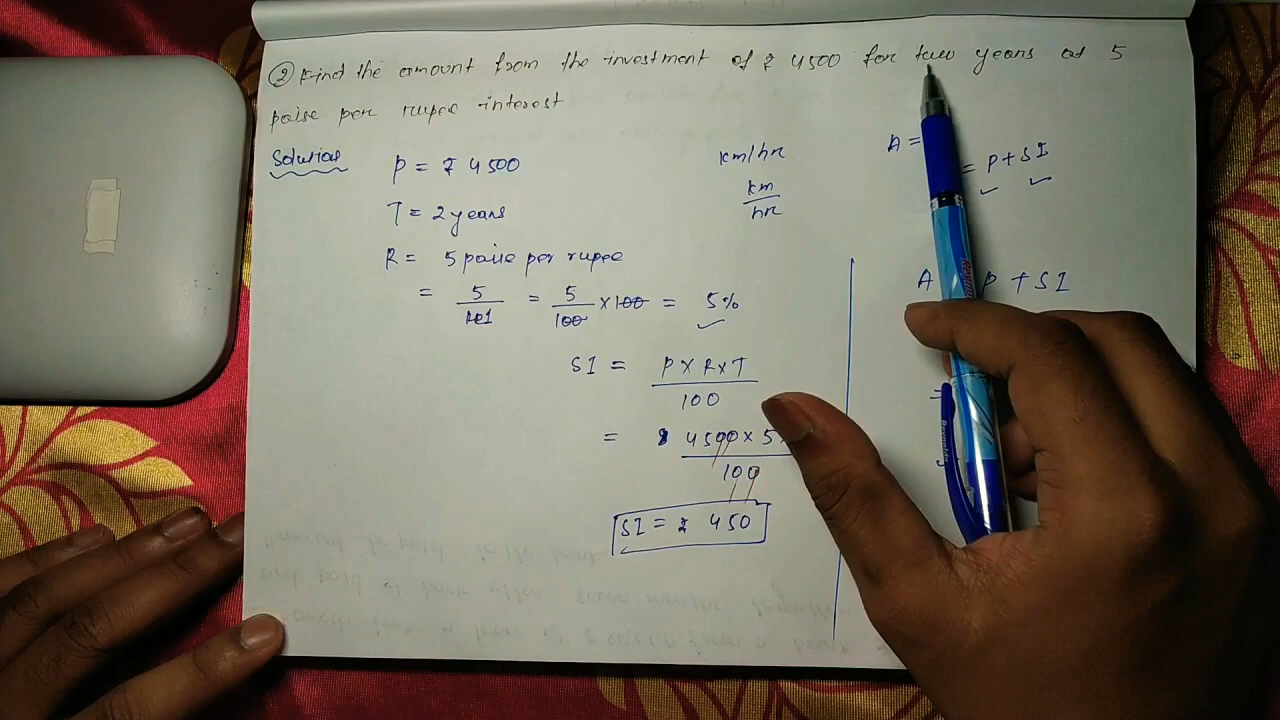 ② Find the amount from the investment of ₹ 4500 for two years at 5
paise per rupee interest
Solution
P = ₹ 4500
T = 2 years
R = 5 paise per rupee
= 5/100 = 5/100 × 100 = 5%
SI = P × R × T / 100
= 4500 × 5 / 100
SI = ₹ 450
km/hr
km
hr
A =
= P + SI
A P + SI
=
Reynolds